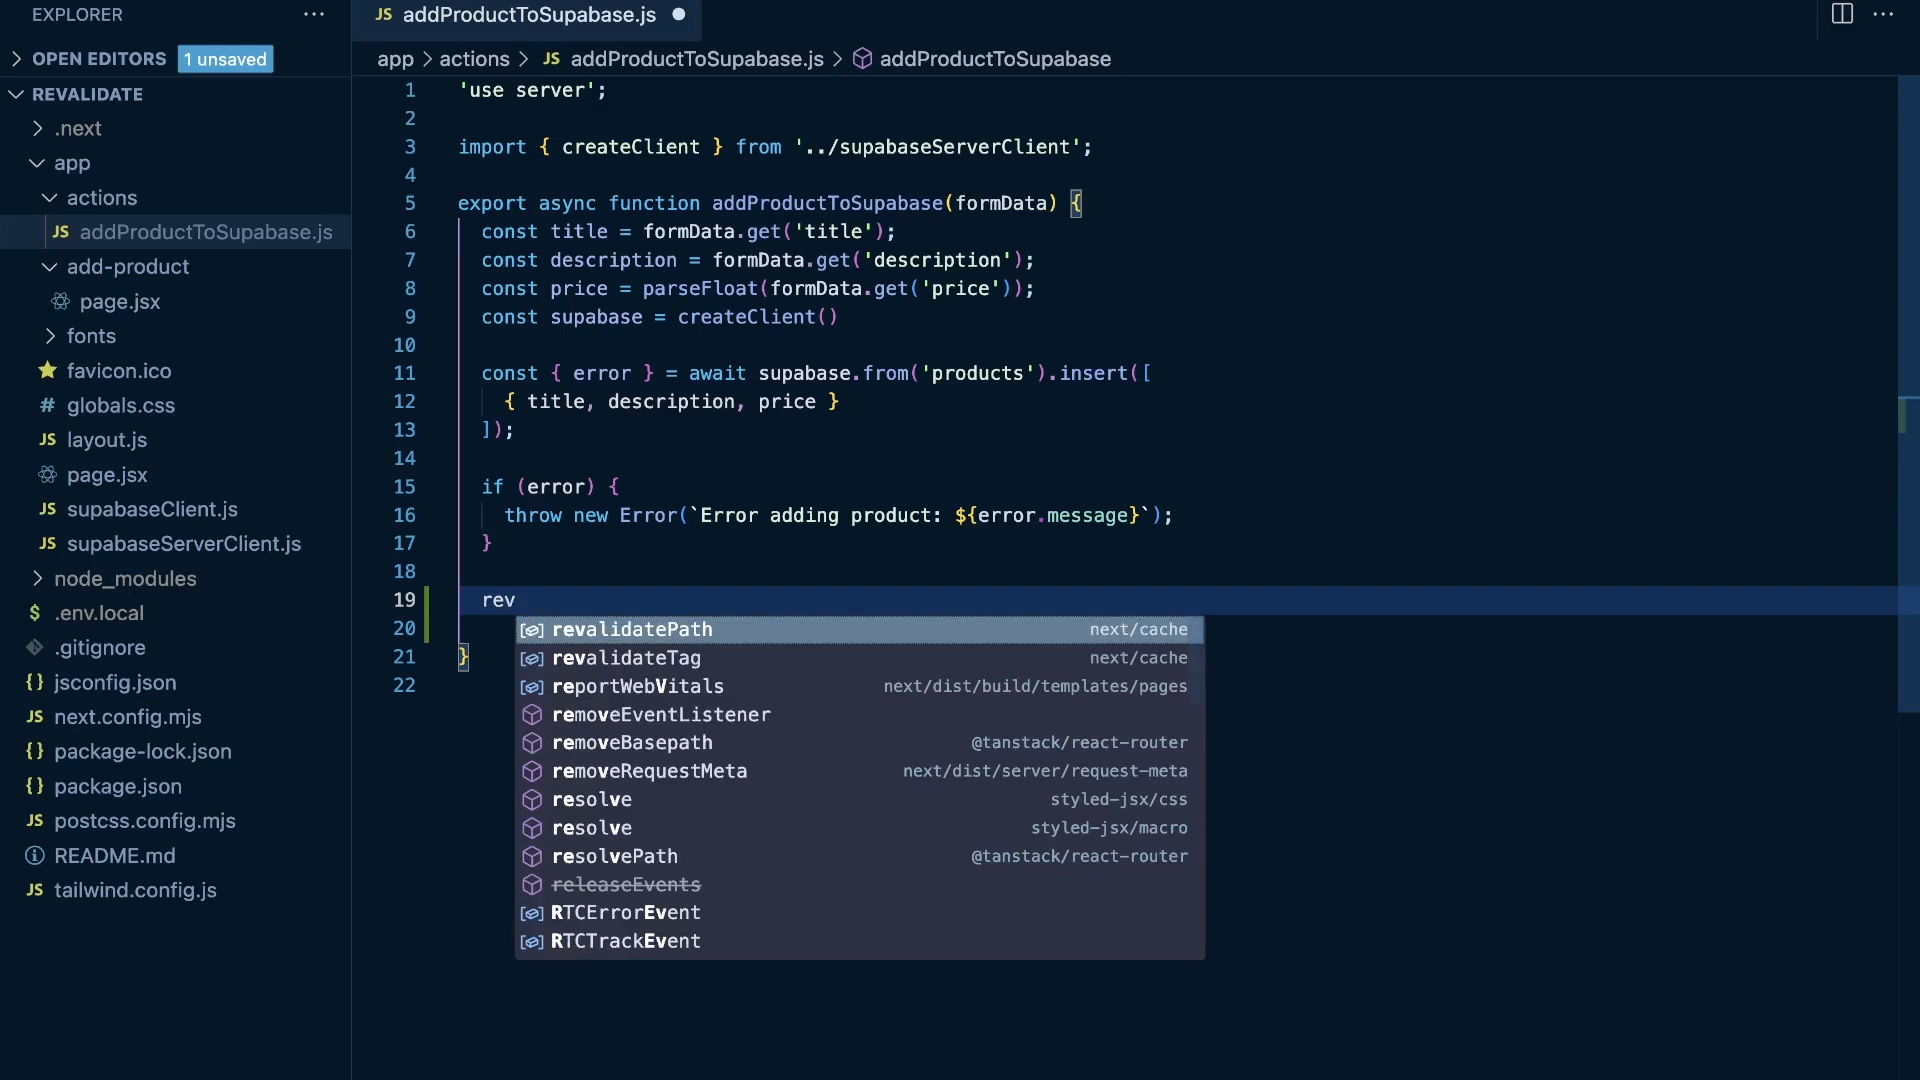 EXPLORER
OPEN EDITORS 1 unsaved
REVALIDATE
.next
app
actions
JS addProductToSupabase.js
add-product
page.jsx
fonts
favicon.ico
# globals.css
JS layout.js
page.jsx
JS supabaseClient.js
JS supabaseServerClient.js
node_modules
$ .env.local
.gitignore
{} jsconfig.json
JS next.config.mjs
{} package-lock.json
{} package.json
JS postcss.config.mjs
README.md
JS tailwind.config.js
JS addProductToSupabase.js
app > actions > JS addProductToSupabase.js > addProductToSupabase
1 'use server';
2
3 import { createClient } from '../supabaseServerClient';
4
5 export async function addProductToSupabase(formData) {
6 const title = formData.get('title');
7 const description = formData.get('description');
8 const price = parseFloat(formData.get('price'));
9 const supabase = createClient()
10
11 const { error } = await supabase.from('products').insert([
12 { title, description, price }
13 ]);
14
15 if (error) {
16 throw new Error(`Error adding product: ${error.message}`);
17 }
18
19 rev
20
21 }
22
revalidatePath next/cache
revalidateTag next/cache
reportWebVitals next/dist/build/templates/pages
removeEventListener
removeBasepath @tanstack/react-router
removeRequestMeta next/dist/server/request-meta
resolve styled-jsx/css
resolve styled-jsx/macro
resolvePath @tanstack/react-router
releaseEvents
RTCErrorEvent
RTCTrackEvent